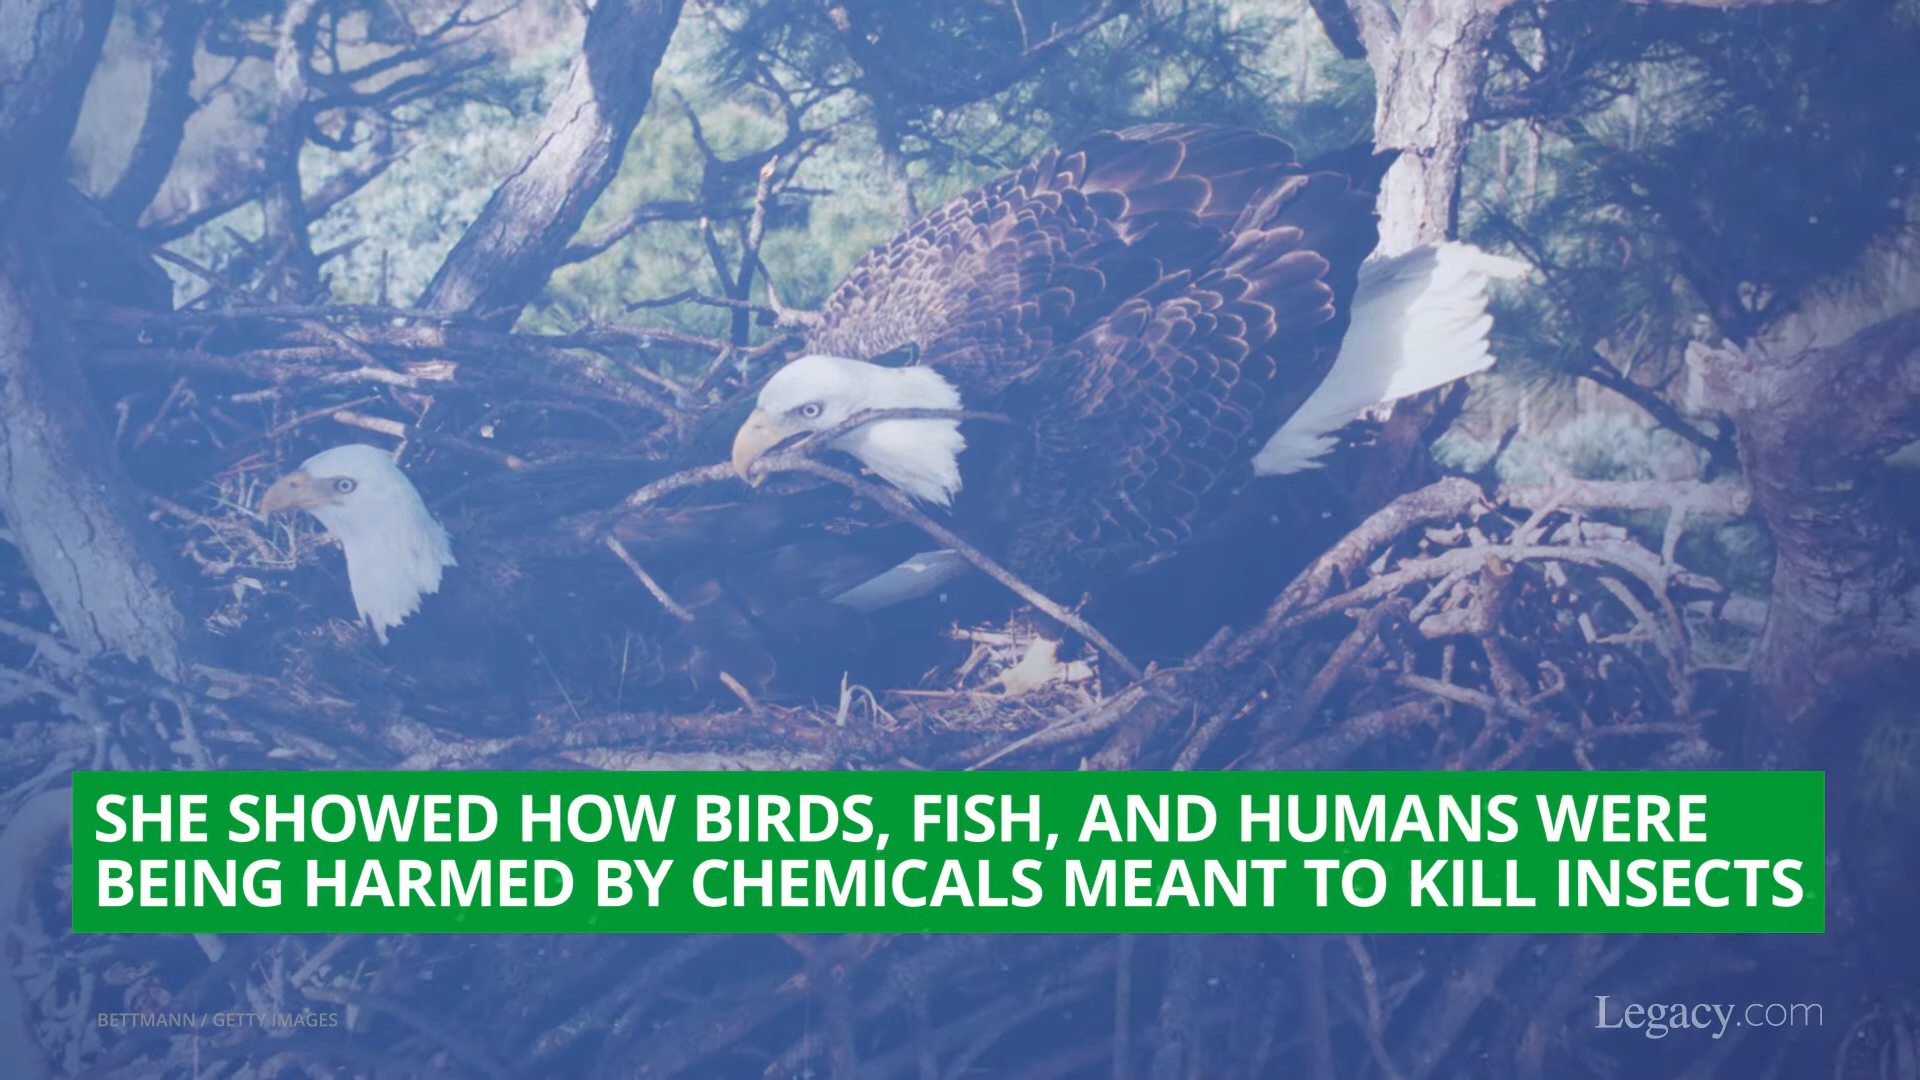 SHE SHOWED HOW BIRDS, FISH, AND HUMANS WERE
BEING HARMED BY CHEMICALS MEANT TO KILL INSECTS
BETTMANN / GETTY IMAGES
Legacy.com